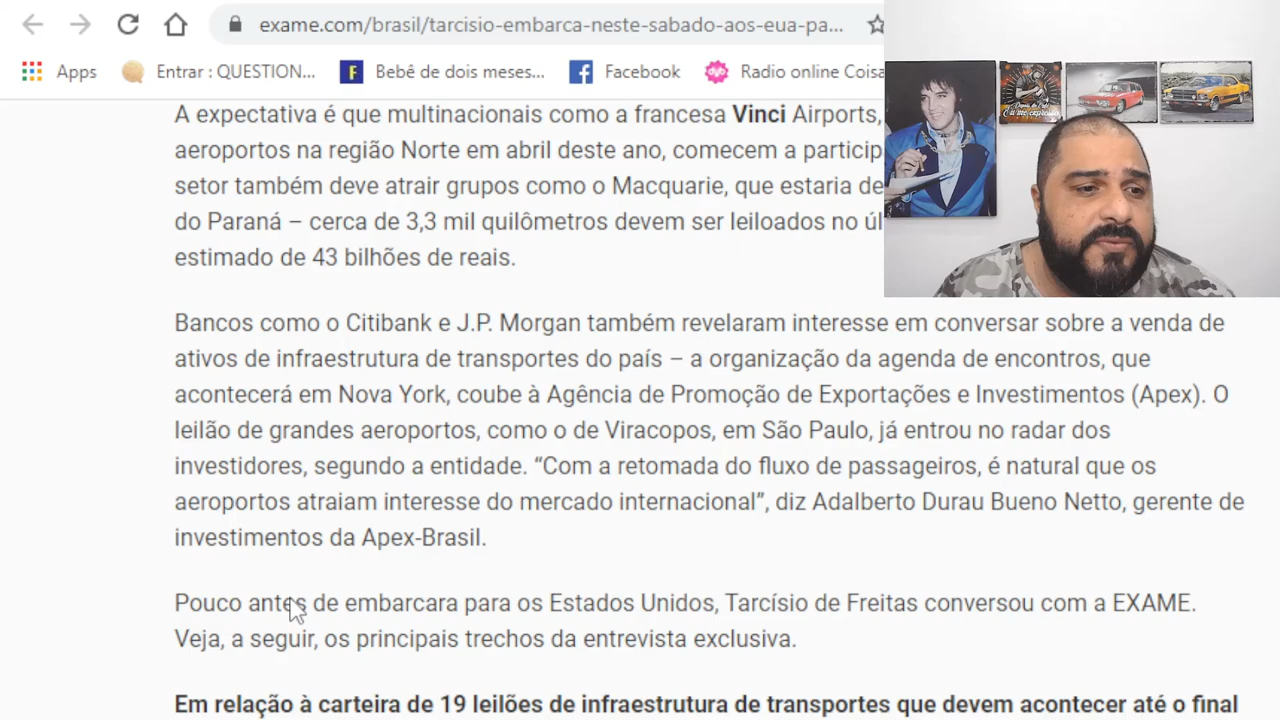 exame.com/brasil/tarcisio-embarca-neste-sabado-aos-eua-pa...
Apps Entrar : QUESTION... Bebê de dois meses... Facebook Radio online Coisa
A expectativa é que multinacionais como a francesa Vinci Airports,
aeroportos na região Norte em abril deste ano, comecem a particip
setor também deve atrair grupos como o Macquarie, que estaria de
do Paraná – cerca de 3,3 mil quilômetros devem ser leiloados no úl
estimado de 43 bilhões de reais.
Bancos como o Citibank e J.P. Morgan também revelaram interesse em conversar sobre a venda de
ativos de infraestrutura de transportes do país – a organização da agenda de encontros, que
acontecerá em Nova York, coube à Agência de Promoção de Exportações e Investimentos (Apex). O
leilão de grandes aeroportos, como o de Viracopos, em São Paulo, já entrou no radar dos
investidores, segundo a entidade. “Com a retomada do fluxo de passageiros, é natural que os
aeroportos atraiam interesse do mercado internacional”, diz Adalberto Durau Bueno Netto, gerente de
investimentos da Apex-Brasil.
Pouco antes de embarcara para os Estados Unidos, Tarcísio de Freitas conversou com a EXAME.
Veja, a seguir, os principais trechos da entrevista exclusiva.
Em relação à carteira de 19 leilões de infraestrutura de transportes que devem acontecer até o final